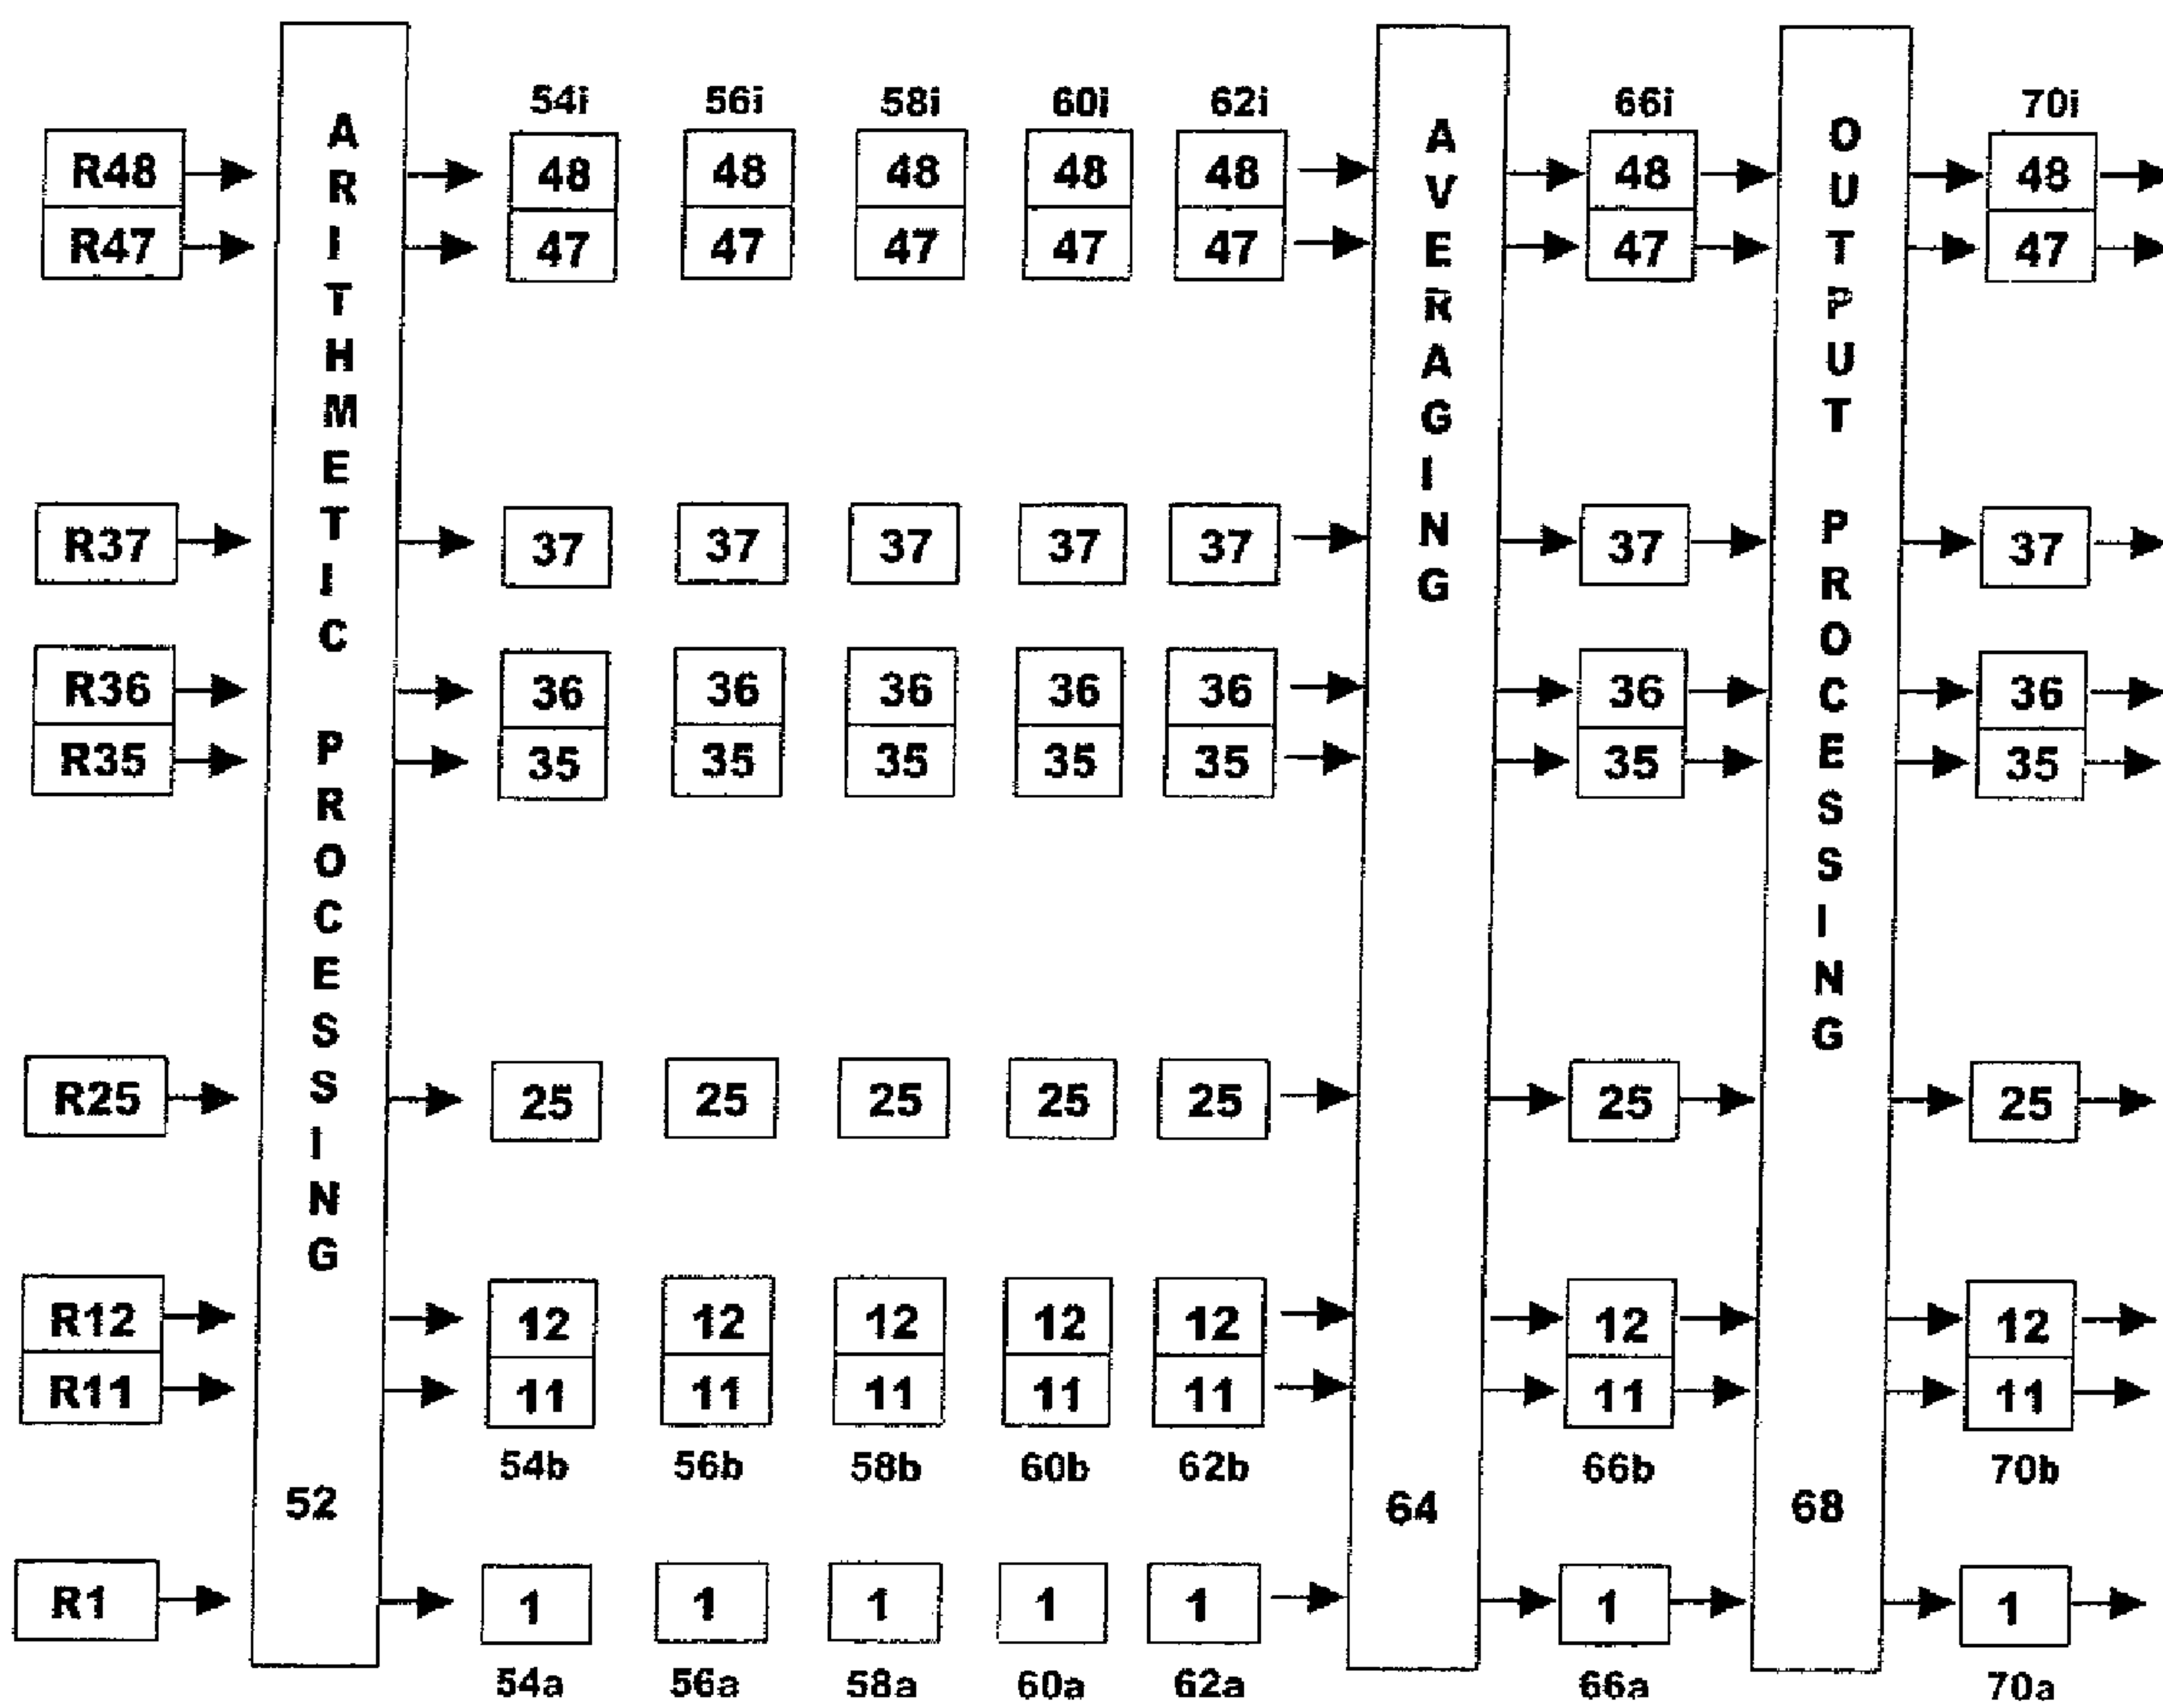 54i 56i 58i 60i 62i 66i 70i
R48 48 48 48 48 48 48 48
R47 47 47 47 47 47 47 47
R37 37 37 37 37 37 37 37
R36 36 36 36 36 36 36 36
R35 35 35 35 35 35 35 35
R25 25 25 25 25 25 25 25
R12 12 12 12 12 12 12 12
R11 11 11 11 11 11 11 11
54b 56b 58b 60b 62b 66b 70b
R1 1 1 1 1 1 1 1
54a 56a 58a 60a 62a 66a 70a
ARITHMETIC PROCESSING
52
AVERAGING
64
OUTPUT PROCESSING
68